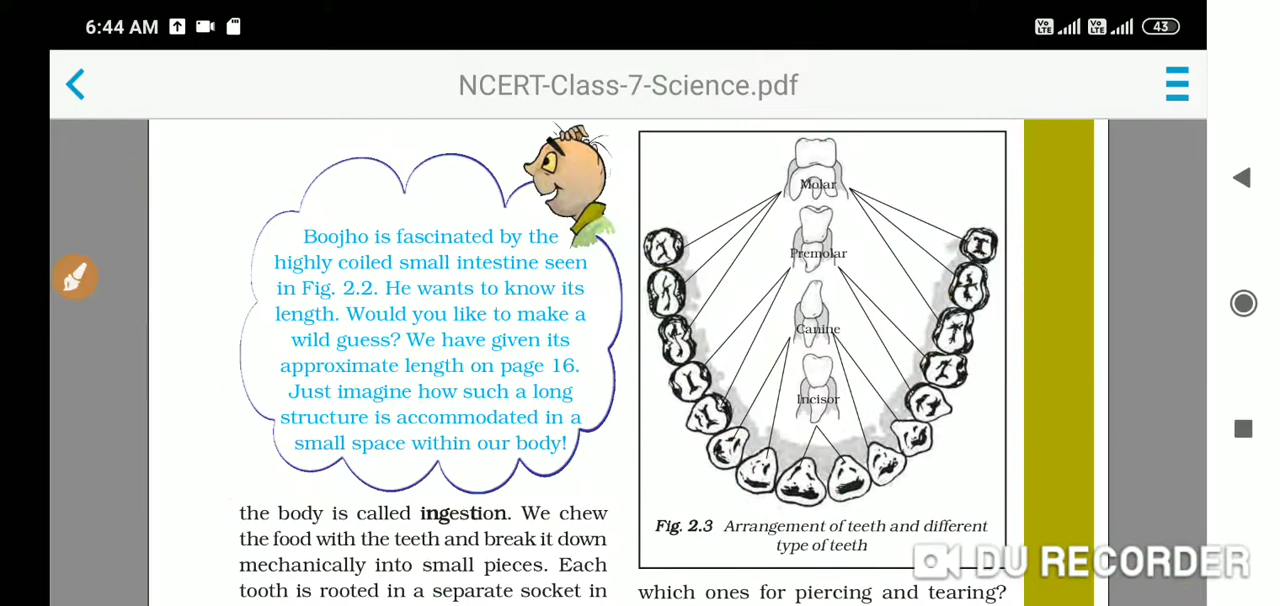 6:44 AM
Vo LTE Vo LTE 43
NCERT-Class-7-Science.pdf
Boojho is fascinated by the
highly coiled small intestine seen
in Fig. 2.2. He wants to know its
length. Would you like to make a
wild guess? We have given its
approximate length on page 16.
Just imagine how such a long
structure is accommodated in a
small space within our body!
the body is called ingestion. We chew
the food with the teeth and break it down
mechanically into small pieces. Each
tooth is rooted in a separate socket in
Molar
Premolar
Canine
Incisor
Fig. 2.3 Arrangement of teeth and different
type of teeth
which ones for piercing and tearing?
DU RECORDER